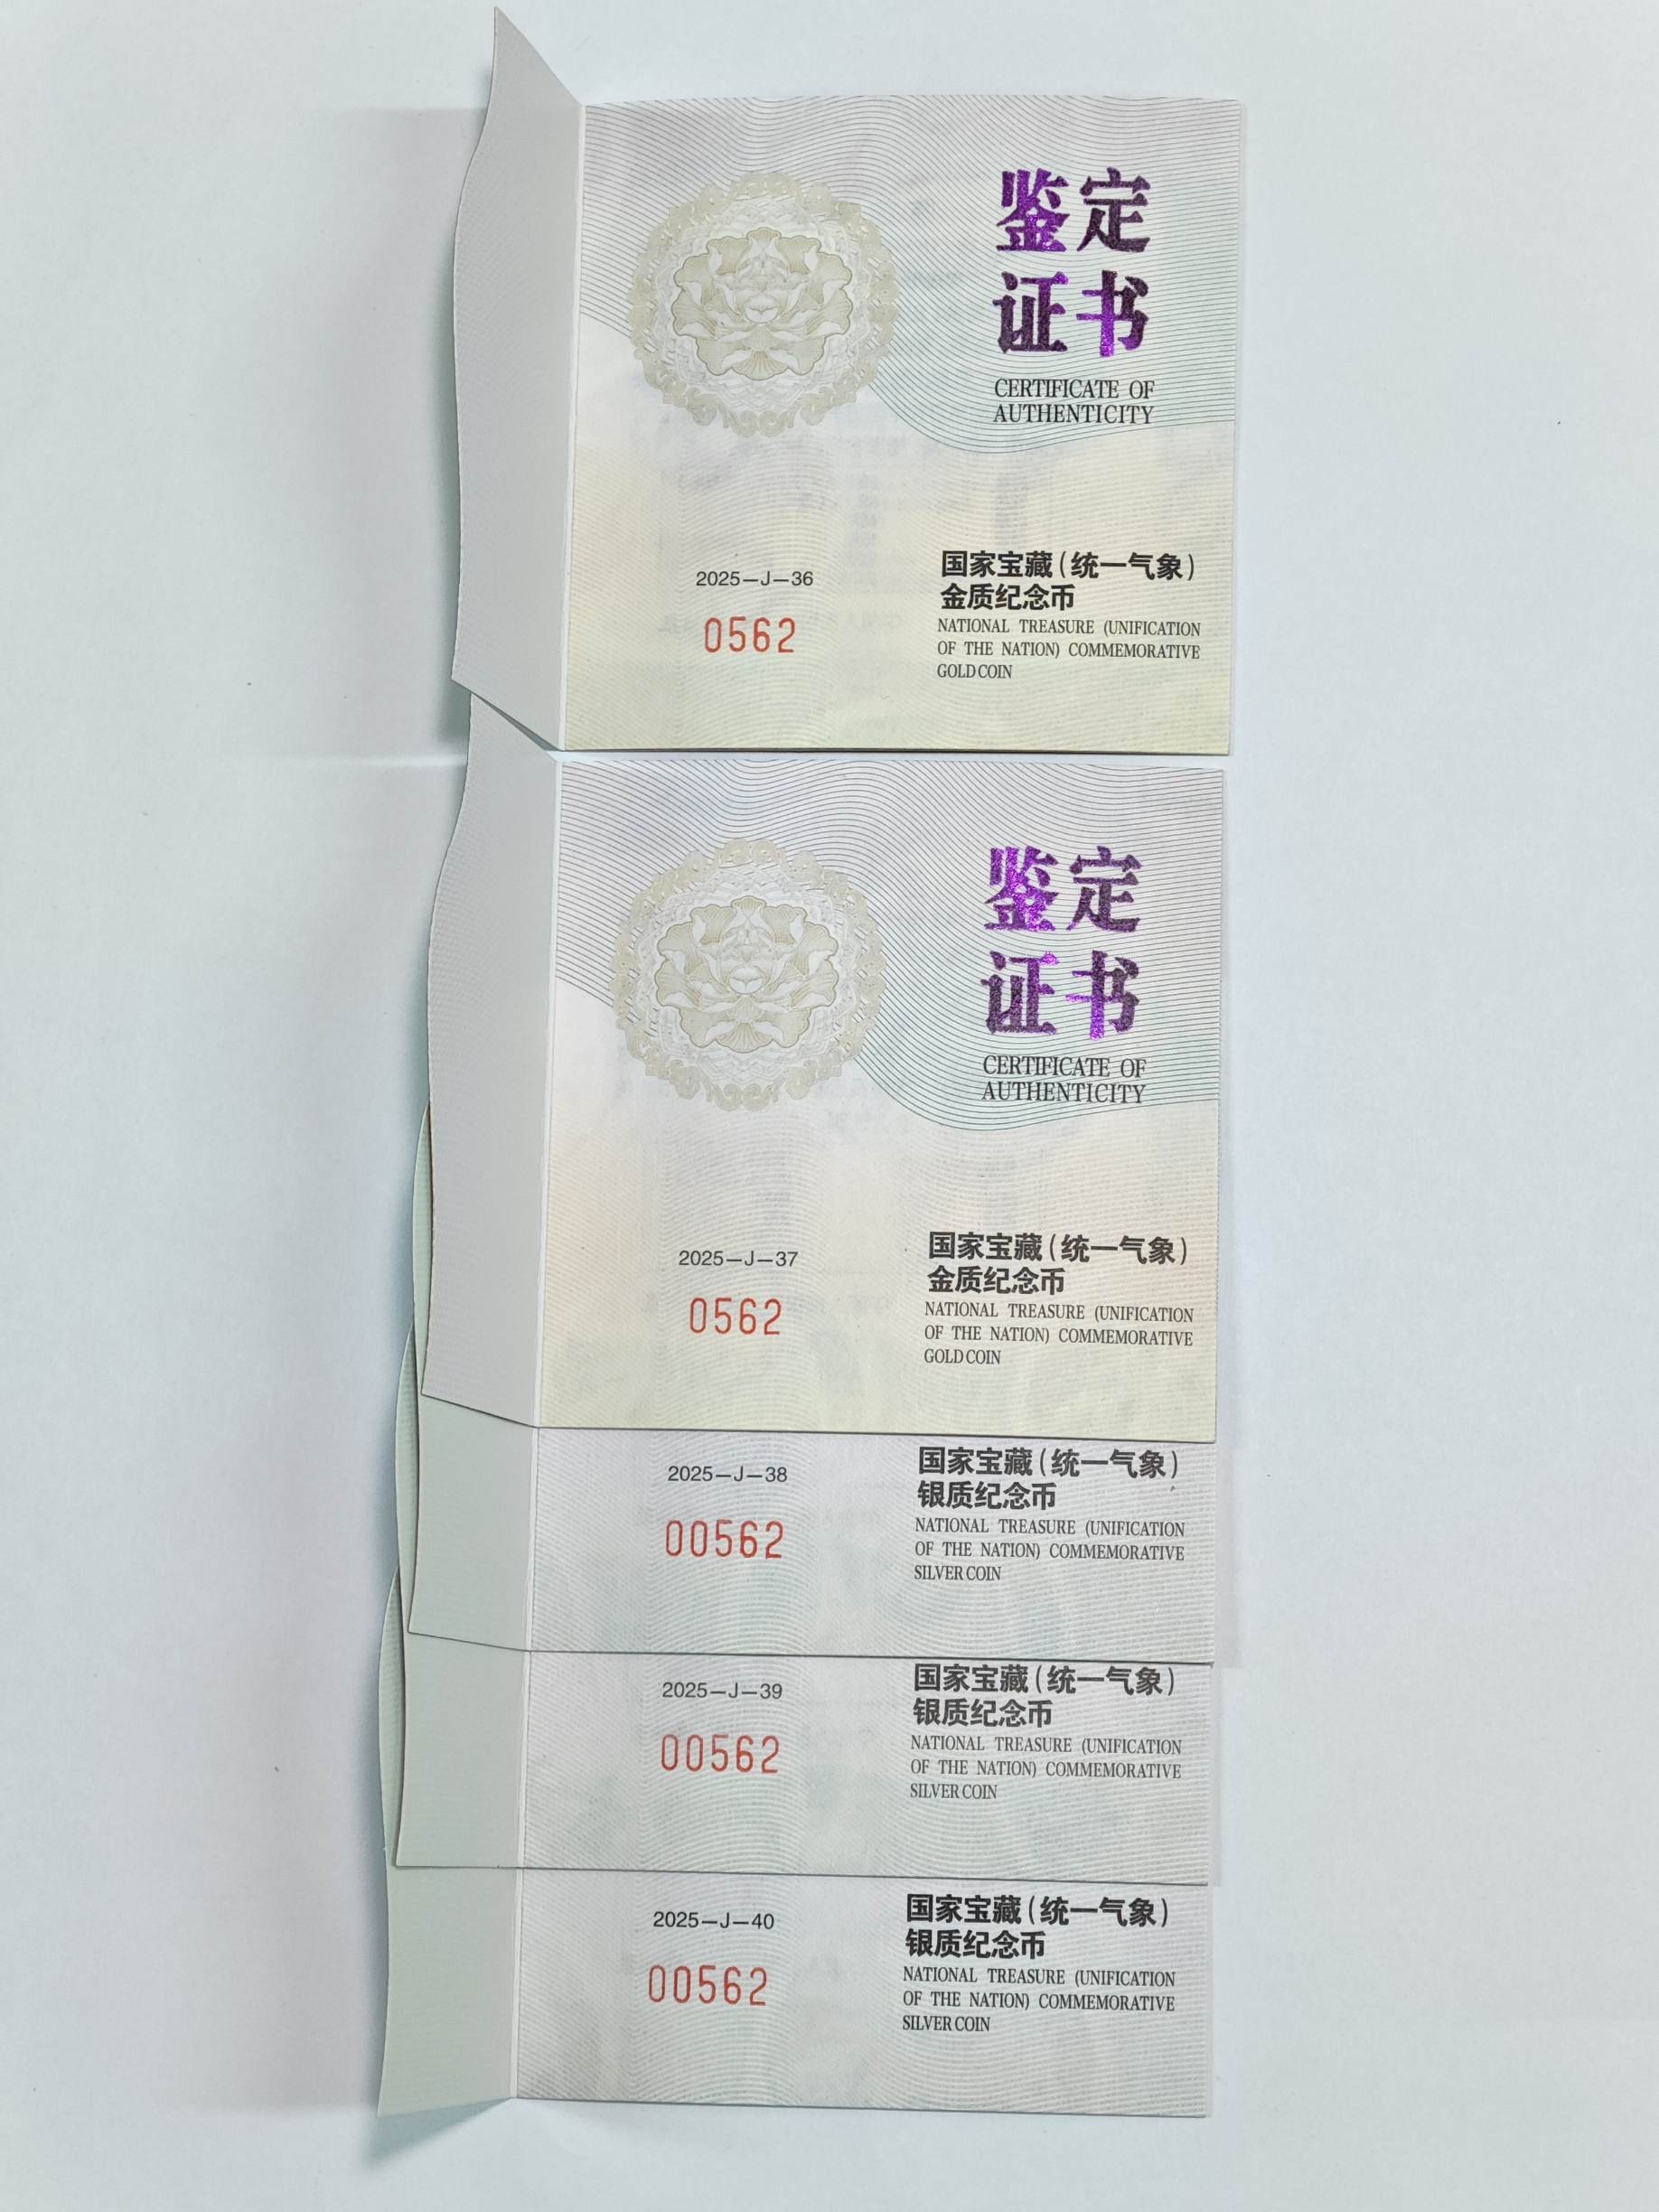 鉴定
证书
CERTIFICATE OF
AUTHENTICITY
2025-J-36
0562
国家宝藏(统一气象)
金质纪念币
NATIONAL TREASURE (UNIFICATION
OF THE NATION) COMMEMORATIVE
GOLD COIN
鉴定
证书
CERTIFICATE OF
AUTHENTICITY
2025-J-37
0562
国家宝藏(统一气象)
金质纪念币
NATIONAL TREASURE (UNIFICATION
OF THE NATION) COMMEMORATIVE
GOLD COIN
2025-J-38
00562
国家宝藏(统一气象)
银质纪念币
NATIONAL TREASURE (UNIFICATION
OF THE NATION) COMMEMORATIVE
SILVER COIN
2025-J-39
00562
国家宝藏(统一气象)
银质纪念币
NATIONAL TREASURE (UNIFICATION
OF THE NATION) COMMEMORATIVE
SILVER COIN
2025-J-40
00562
国家宝藏(统一气象)
银质纪念币
NATIONAL TREASURE (UNIFICATION
OF THE NATION) COMMEMORATIVE
SILVER COIN